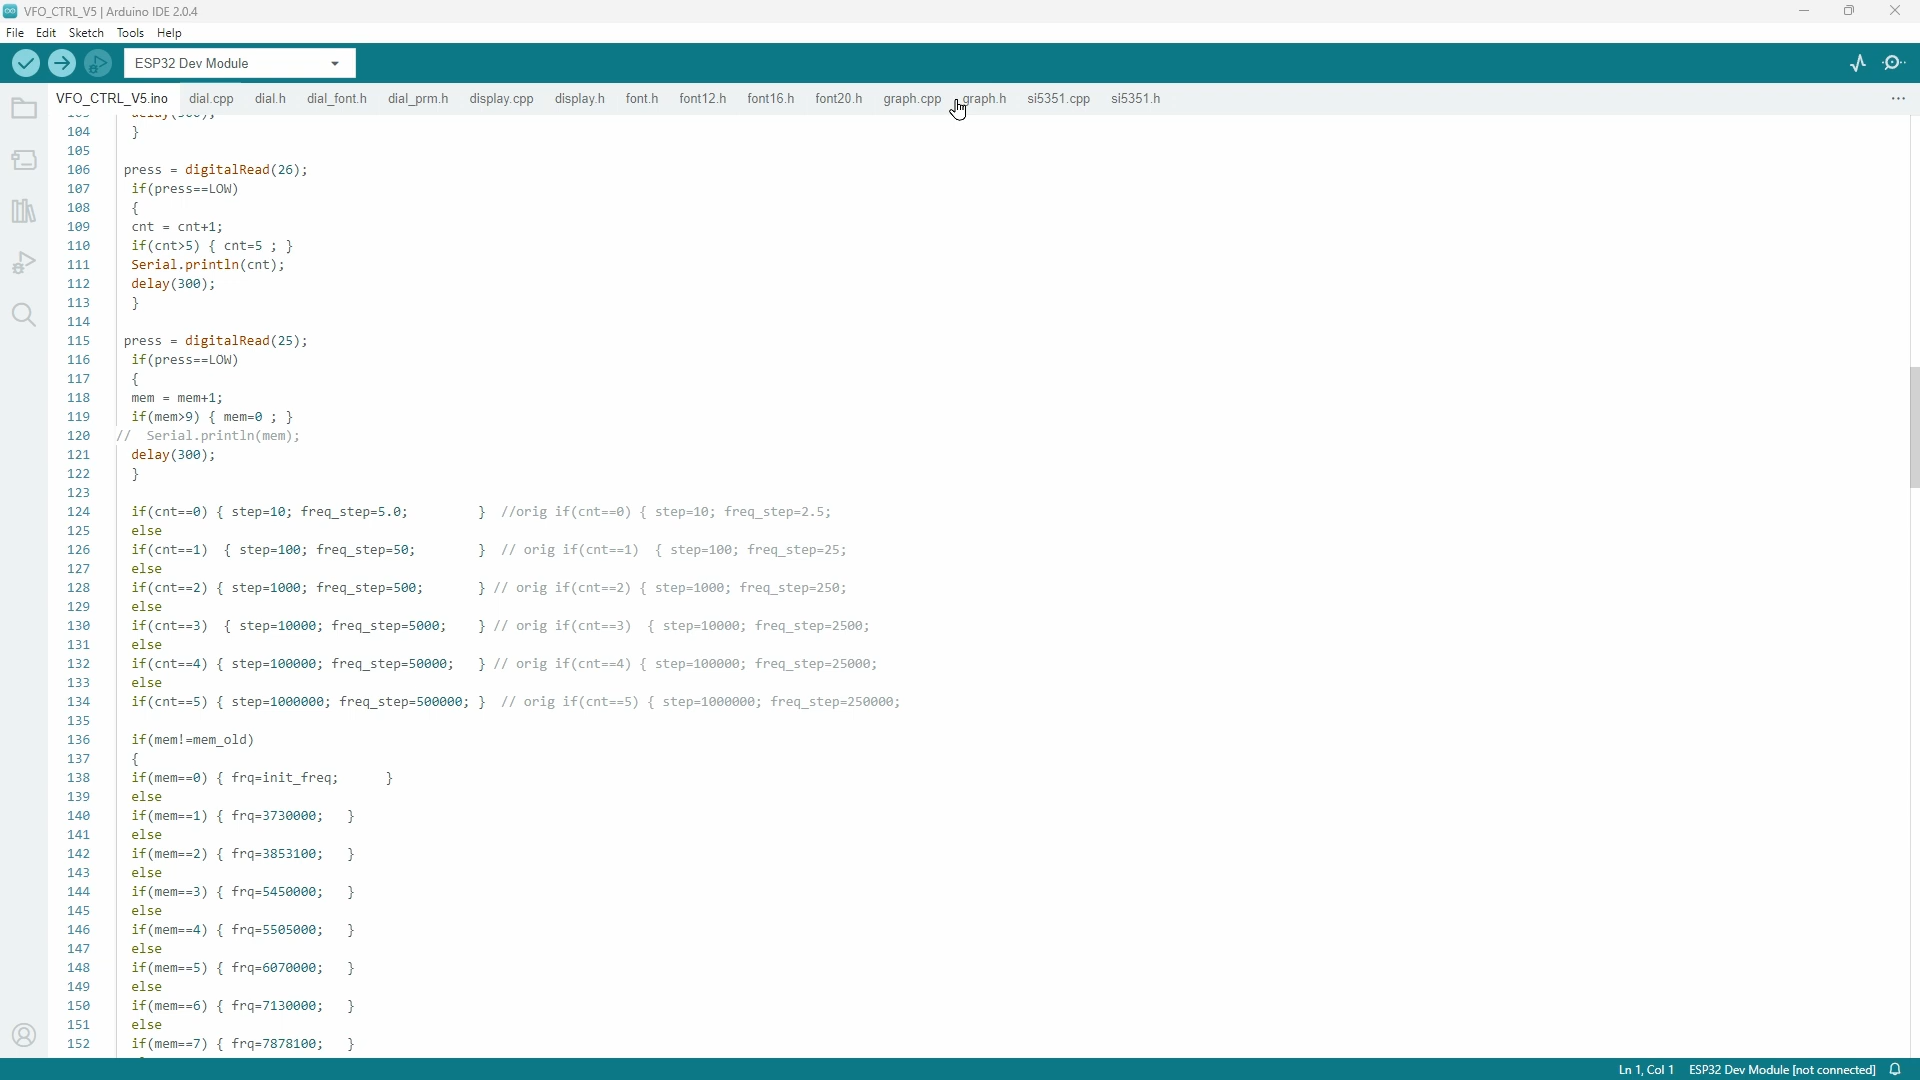 VFO_CTRL_V5 | Arduino IDE 2.0.4
File Edit Sketch Tools Help
ESP32 Dev Module
VFO_CTRL_V5.ino dial.cpp dial.h dial_font.h dial_prm.h display.cpp display.h font.h font12.h font16.h font20.h graph.cpp graph.h si5351.cpp si5351.h ...
104 }
105
106 press = digitalRead(26);
107 if(press==LOW)
108 {
109 cnt = cnt+1;
110 if(cnt>5) { cnt=5 ; }
111 Serial.println(cnt);
112 delay(300);
113 }
114
115 press = digitalRead(25);
116 if(press==LOW)
117 {
118 mem = mem+1;
119 if(mem>9) { mem=0 ; }
120 // Serial.println(mem);
121 delay(300);
122 }
123
124 if(cnt==0) { step=10; freq_step=5.0; } //orig if(cnt==0) { step=10; freq_step=2.5;
125 else
126 if(cnt==1) { step=100; freq_step=50; } // orig if(cnt==1) { step=100; freq_step=25;
127 else
128 if(cnt==2) { step=1000; freq_step=500; } // orig if(cnt==2) { step=1000; freq_step=250;
129 else
130 if(cnt==3) { step=10000; freq_step=5000; } // orig if(cnt==3) { step=10000; freq_step=2500;
131 else
132 if(cnt==4) { step=100000; freq_step=50000; } // orig if(cnt==4) { step=100000; freq_step=25000;
133 else
134 if(cnt==5) { step=1000000; freq_step=500000; } // orig if(cnt==5) { step=1000000; freq_step=250000;
135
136 if(mem!=mem_old)
137 {
138 if(mem==0) { frq=init_freq; }
139 else
140 if(mem==1) { frq=3730000; }
141 else
142 if(mem==2) { frq=3853100; }
143 else
144 if(mem==3) { frq=5450000; }
145 else
146 if(mem==4) { frq=5505000; }
147 else
148 if(mem==5) { frq=6070000; }
149 else
150 if(mem==6) { frq=7130000; }
151 else
152 if(mem==7) { frq=7878100; }
Ln 1, Col 1 ESP32 Dev Module [not connected]